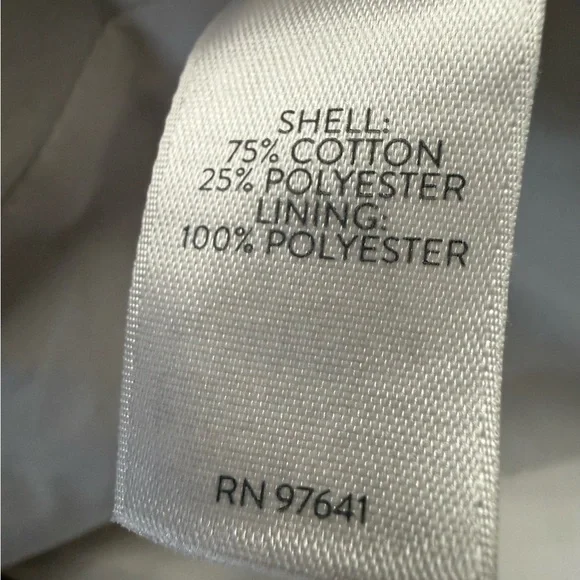 SHELL:
75% COTTON
25% POLYESTER
LINING:
100% POLYESTER
RN 97641